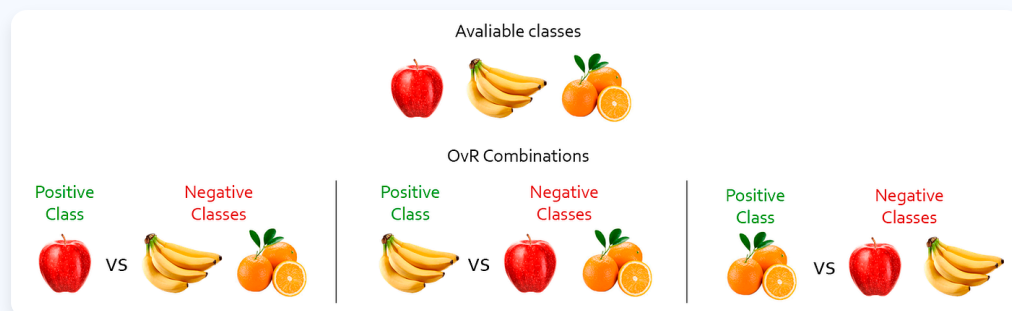 Avaliable classes
OvR Combinations
Positive
Class
vs
Negative
Classes
Positive
Class
vs
Negative
Classes
Positive
Class
vs
Negative
Classes